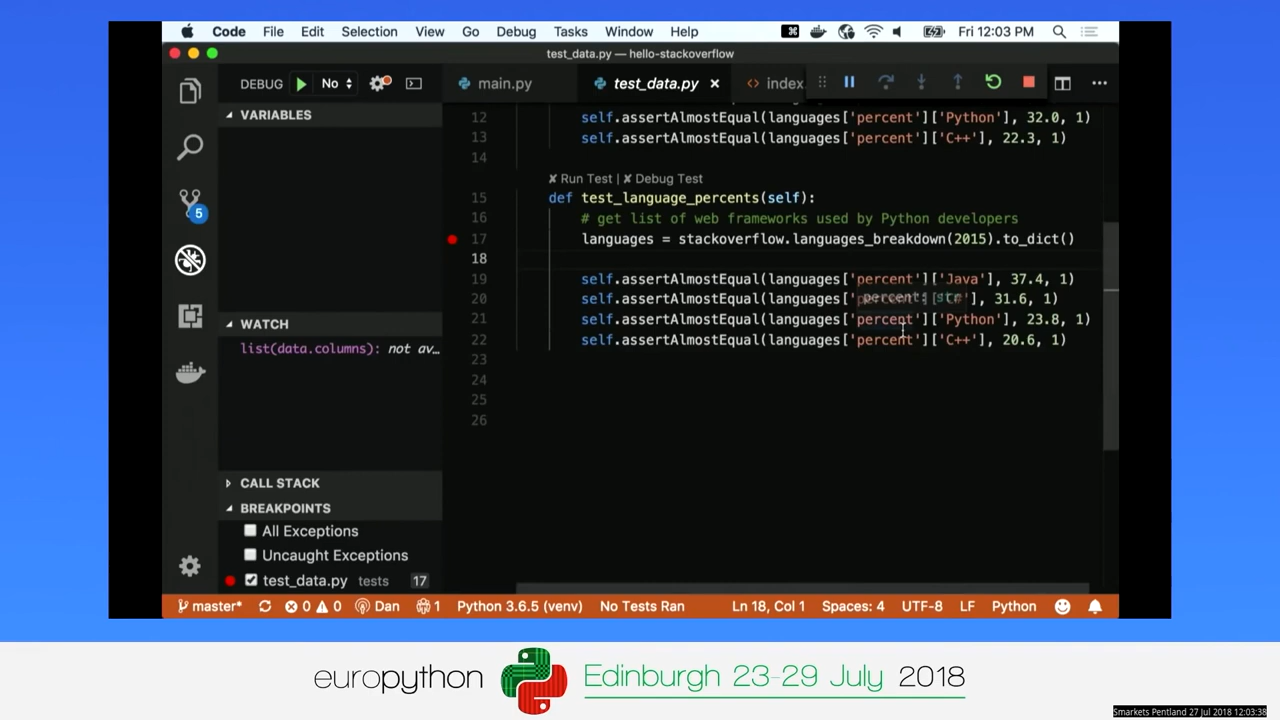 Code File Edit Selection View Go Debug Tasks Window Help Fri 12:03 PM
test_data.py — hello-stackoverflow
DEBUG No main.py test_data.py <> index
VARIABLES
12 self.assertAlmostEqual(languages['percent']['Python'], 32.0, 1)
13 self.assertAlmostEqual(languages['percent']['C++'], 22.3, 1)
14
✘ Run Test | ✘ Debug Test
15 def test_language_percents(self):
16 # get list of web frameworks used by Python developers
17 languages = stackoverflow.languages_breakdown(2015).to_dict()
18
19 self.assertAlmostEqual(languages['percent']['Java'], 37.4, 1)
20 self.assertAlmostEqual(languages['percent: str'], 31.6, 1)
21 self.assertAlmostEqual(languages['percent']['Python'], 23.8, 1)
22 self.assertAlmostEqual(languages['percent']['C++'], 20.6, 1)
23
24
25
26
WATCH
list(data.columns): not av…
CALL STACK
BREAKPOINTS
All Exceptions
Uncaught Exceptions
test_data.py tests 17
5
master* 0 0 Dan 1 Python 3.6.5 (venv) No Tests Ran Ln 18, Col 1 Spaces: 4 UTF-8 LF Python
europython Edinburgh 23-29 July 2018
Smarkets Pentland 27 Jul 2018 12:03:38